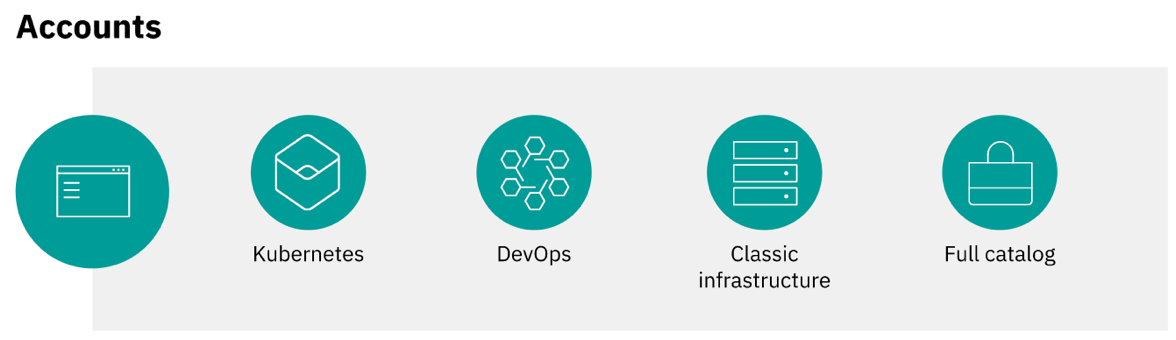 Accounts
Kubernetes
DevOps
Classic
infrastructure
Full catalog